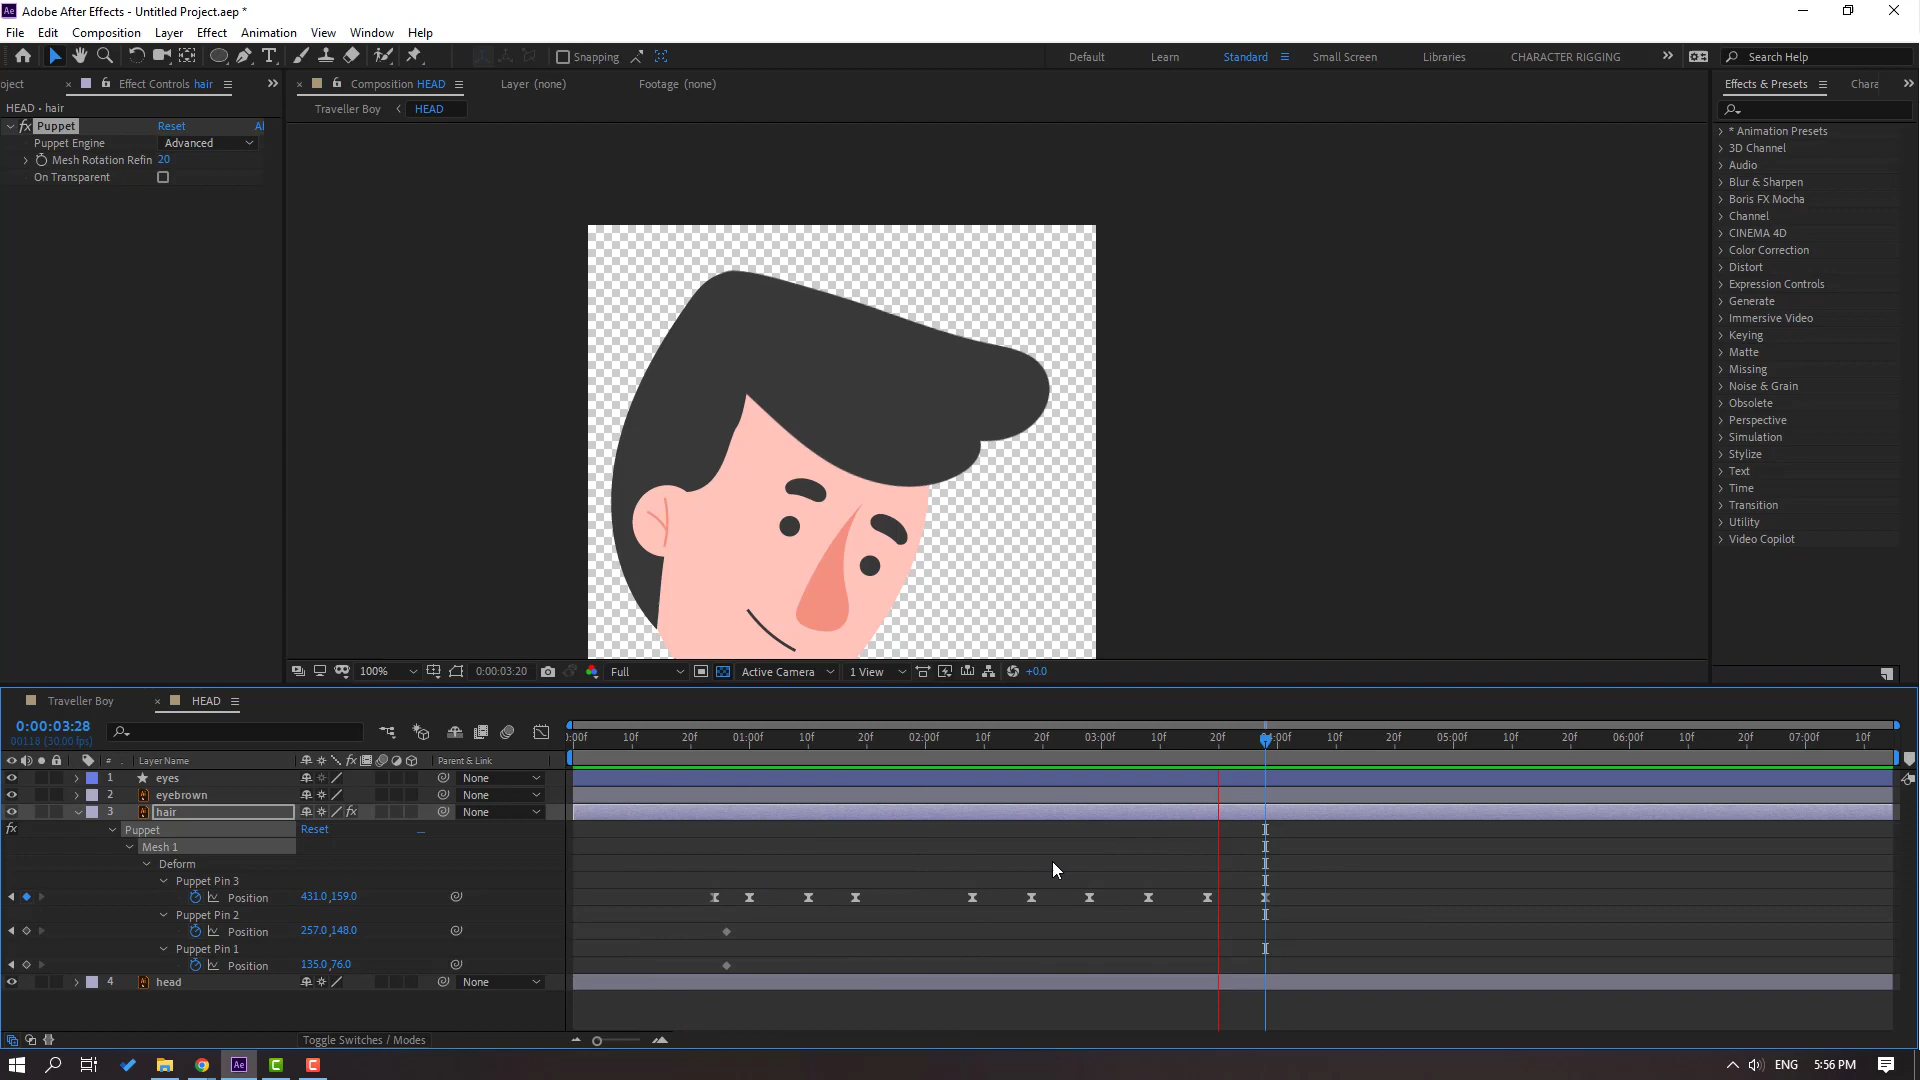 Adobe After Effects - Untitled Project.aep *
File Edit Composition Layer Effect Animation View Window Help
Snapping
Default Learn Standard Small Screen Libraries CHARACTER RIGGING Search Help
oject Effect Controls hair
Composition HEAD Layer (none) Footage (none)
Effects & Presets Chara
HEAD • hair
Traveller Boy HEAD
fx Puppet Reset Al
Puppet Engine Advanced
Mesh Rotation Refin 20
On Transparent
* Animation Presets
3D Channel
Audio
Blur & Sharpen
Boris FX Mocha
Channel
CINEMA 4D
Color Correction
Distort
Expression Controls
Generate
Immersive Video
Keying
Matte
Missing
Noise & Grain
Obsolete
Perspective
Simulation
Stylize
Text
Time
Transition
Utility
Video Copilot
100% 0:00:03:20 Full Active Camera 1 View +0.0
Traveller Boy HEAD
0:00:03:28
00118 (30.00 fps)
:00f 10f 20f 01:00f 10f 20f 02:00f 10f 20f 03:00f 10f 20f 04:00f 10f 20f 05:00f 10f 20f 06:00f 10f 20f 07:00f 10f
# Layer Name Parent & Link
1 eyes None
2 eyebrown None
3 hair None
fx Puppet Reset
Mesh 1
Deform
Puppet Pin 3
Position 431.0,159.0
Puppet Pin 2
Position 257.0,148.0
Puppet Pin 1
Position 135.0,76.0
4 head None
Toggle Switches / Modes
ENG 5:56 PM